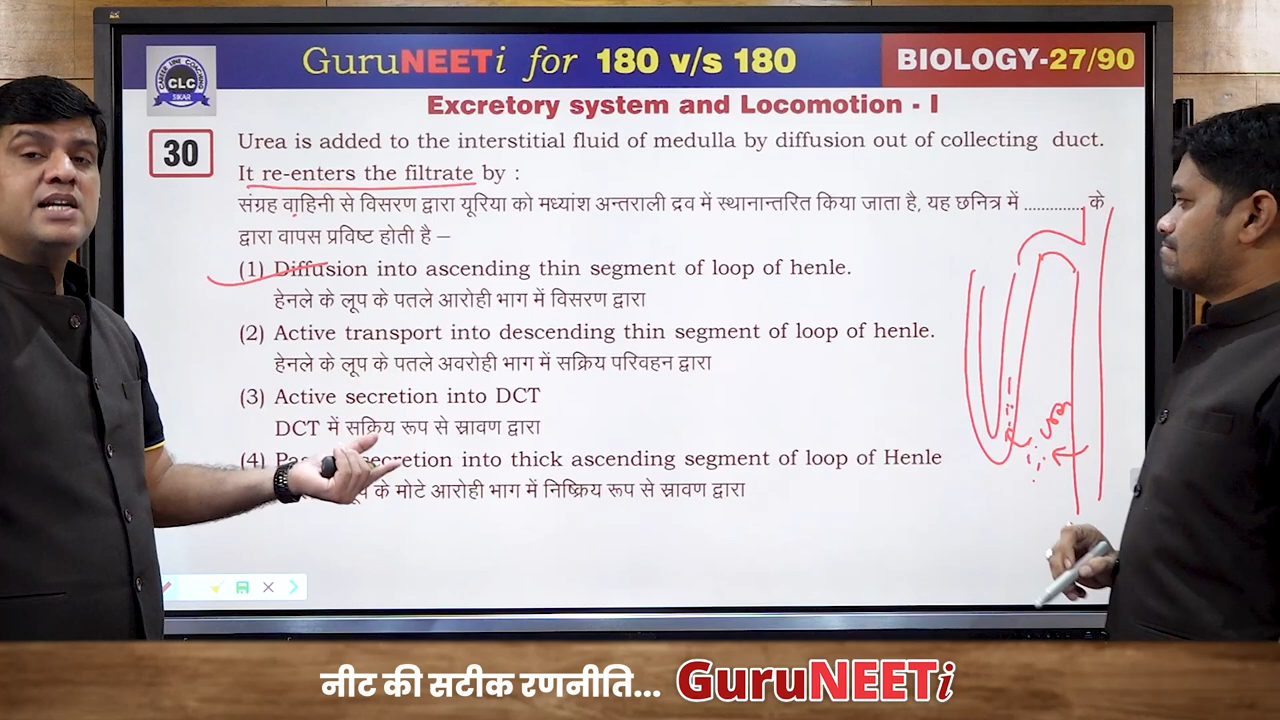 GuruNEETi for 180 v/s 180
BIOLOGY-27/90
CAREER LINE COACHING
CLC
SIKAR
Excretory system and Locomotion - I
30
Urea is added to the interstitial fluid of medulla by diffusion out of collecting duct.
It re-enters the filtrate by :
संग्रह वाहिनी से विसरण द्वारा यूरिया को मध्यांश अन्तराली द्रव में स्थानान्तरित किया जाता है, यह छनित्र में .............. के
द्वारा वापस प्रविष्ट होती है –
(1) Diffusion into ascending thin segment of loop of henle.
हेनले के लूप के पतले आरोही भाग में विसरण द्वारा
(2) Active transport into descending thin segment of loop of henle.
हेनले के लूप के पतले अवरोही भाग में सक्रिय परिवहन द्वारा
(3) Active secretion into DCT
DCT में सक्रिय रूप से स्रावण द्वारा
(4) secretion into thick ascending segment of loop of Henle
के मोटे आरोही भाग में निष्क्रिय रूप से स्रावण द्वारा
नीट की सटीक रणनीति... GuruNEETi